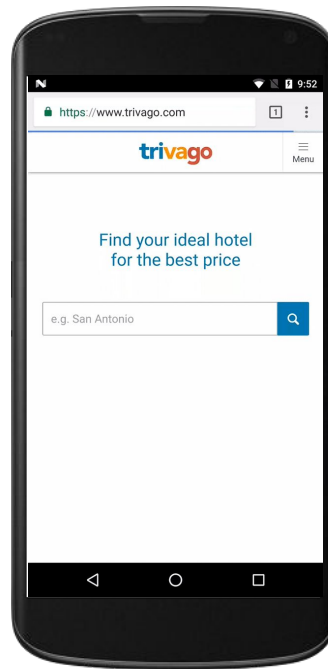 N
9:52
https://www.trivago.com
1
trivago
Menu
Find your ideal hotel
for the best price
e.g. San Antonio